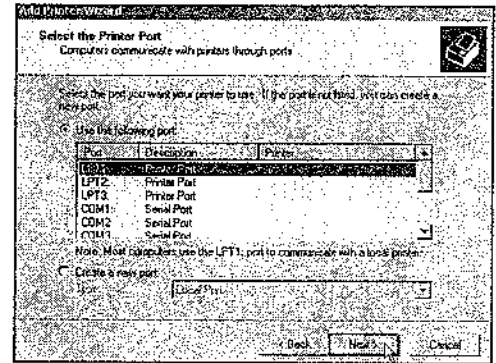 Add Printer Wizard
Select the Printer Port
Computers communicate with printers through ports.
Select the port you want your printer to use. If the port is not listed, you can create a
new port.
Use the following port:
Port Description Printer
LPT1: Printer Port
LPT2: Printer Port
LPT3: Printer Port
COM1: Serial Port
COM2: Serial Port
COM3: Serial Port
Note: Most computers use the LPT1: port to communicate with a local printer.
Create a new port:
Type: Local Port
< Back Next > Cancel